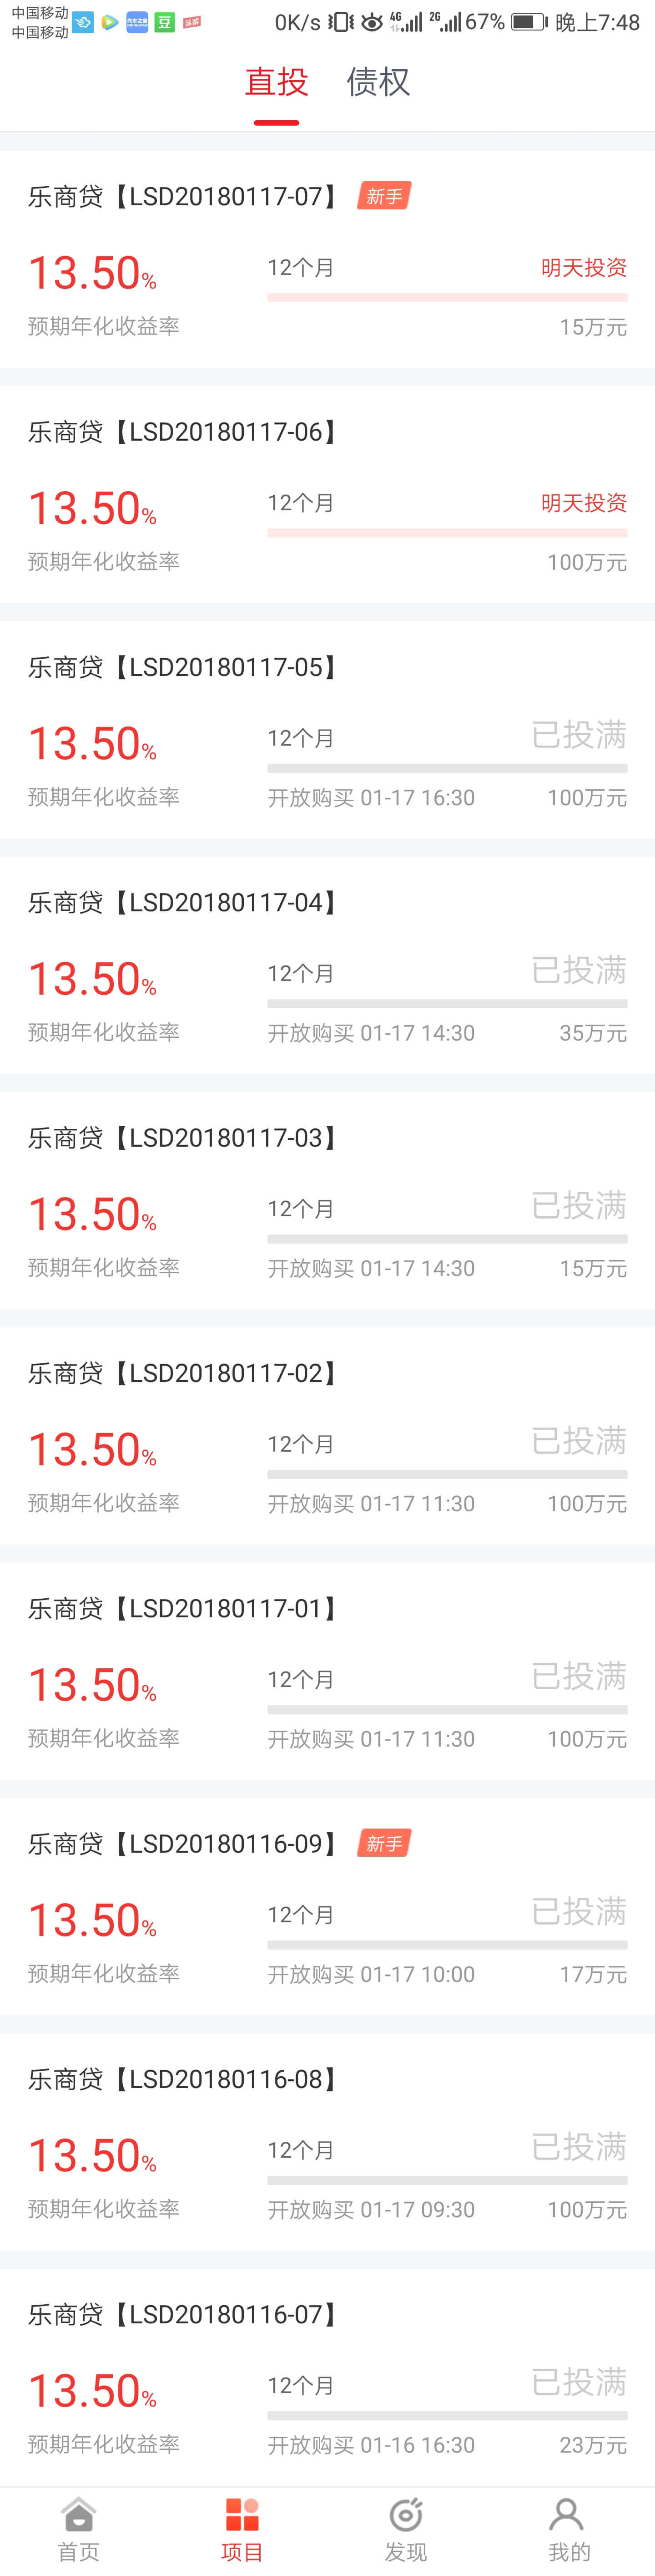 中国移动
中国移动
0K/s 4G 2G 67% 晚上7:48
直投 债权
乐商贷【LSD20180117-07】 新手
13.50% 12个月 明天投资
预期年化收益率 15万元
乐商贷【LSD20180117-06】
13.50% 12个月 明天投资
预期年化收益率 100万元
乐商贷【LSD20180117-05】
13.50% 12个月 已投满
预期年化收益率 开放购买 01-17 16:30 100万元
乐商贷【LSD20180117-04】
13.50% 12个月 已投满
预期年化收益率 开放购买 01-17 14:30 35万元
乐商贷【LSD20180117-03】
13.50% 12个月 已投满
预期年化收益率 开放购买 01-17 14:30 15万元
乐商贷【LSD20180117-02】
13.50% 12个月 已投满
预期年化收益率 开放购买 01-17 11:30 100万元
乐商贷【LSD20180117-01】
13.50% 12个月 已投满
预期年化收益率 开放购买 01-17 11:30 100万元
乐商贷【LSD20180116-09】 新手
13.50% 12个月 已投满
预期年化收益率 开放购买 01-17 10:00 17万元
乐商贷【LSD20180116-08】
13.50% 12个月 已投满
预期年化收益率 开放购买 01-17 09:30 100万元
乐商贷【LSD20180116-07】
13.50% 12个月 已投满
预期年化收益率 开放购买 01-16 16:30 23万元
首页 项目 发现 我的